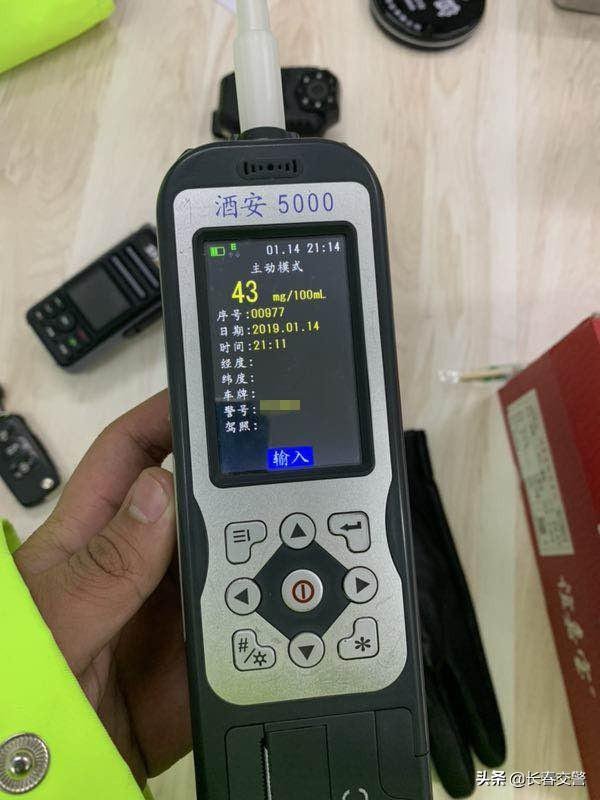 酒安 5000
E 01.14 21:14
主动模式
43 mg/100mL
序号:00977
日期:2019.01.14
时间:21:11
经度:
纬度:
车牌:
警号:
驾照:
输入
#/
*
头条 @长春交警